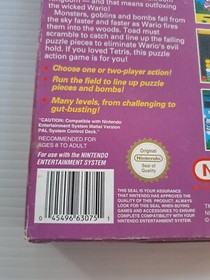 and that means outfoxing
the wicked Wario!
Monsters, goblins and bombs fall from
the sky faster and faster as Wario fires
them into the woods. Toad must
scramble to catch and line up the falling
puzzle pieces to eliminate Wario's evil
hold. If you loved Tetris, this puzzle
action game is for you!
• Choose one or two-player action!
• Run the field to line up puzzle
pieces and bombs!
• Many levels, from challenging to
gut-busting!
*CAUTION: Compatible with Nintendo
Entertainment System Mattel Version
PAL System Control Deck.
RECOMMENDED FOR
AGES 8 TO ADULT
For use with the NINTENDO
ENTERTAINMENT SYSTEM
0 45496 63075 1
Original
Nintendo
Seal of Quality
THIS SEAL IS YOUR ASSURANCE
THAT NINTENDO HAS APPROVED THE
QUALITY OF THIS PRODUCT. ALWAYS
LOOK FOR THIS SEAL WHEN BUYING
GAMES AND ACCESSORIES TO ENSURE
COMPLETE COMPATIBILITY WITH YOUR
NINTENDO ENTERTAINMENT SYSTEM.